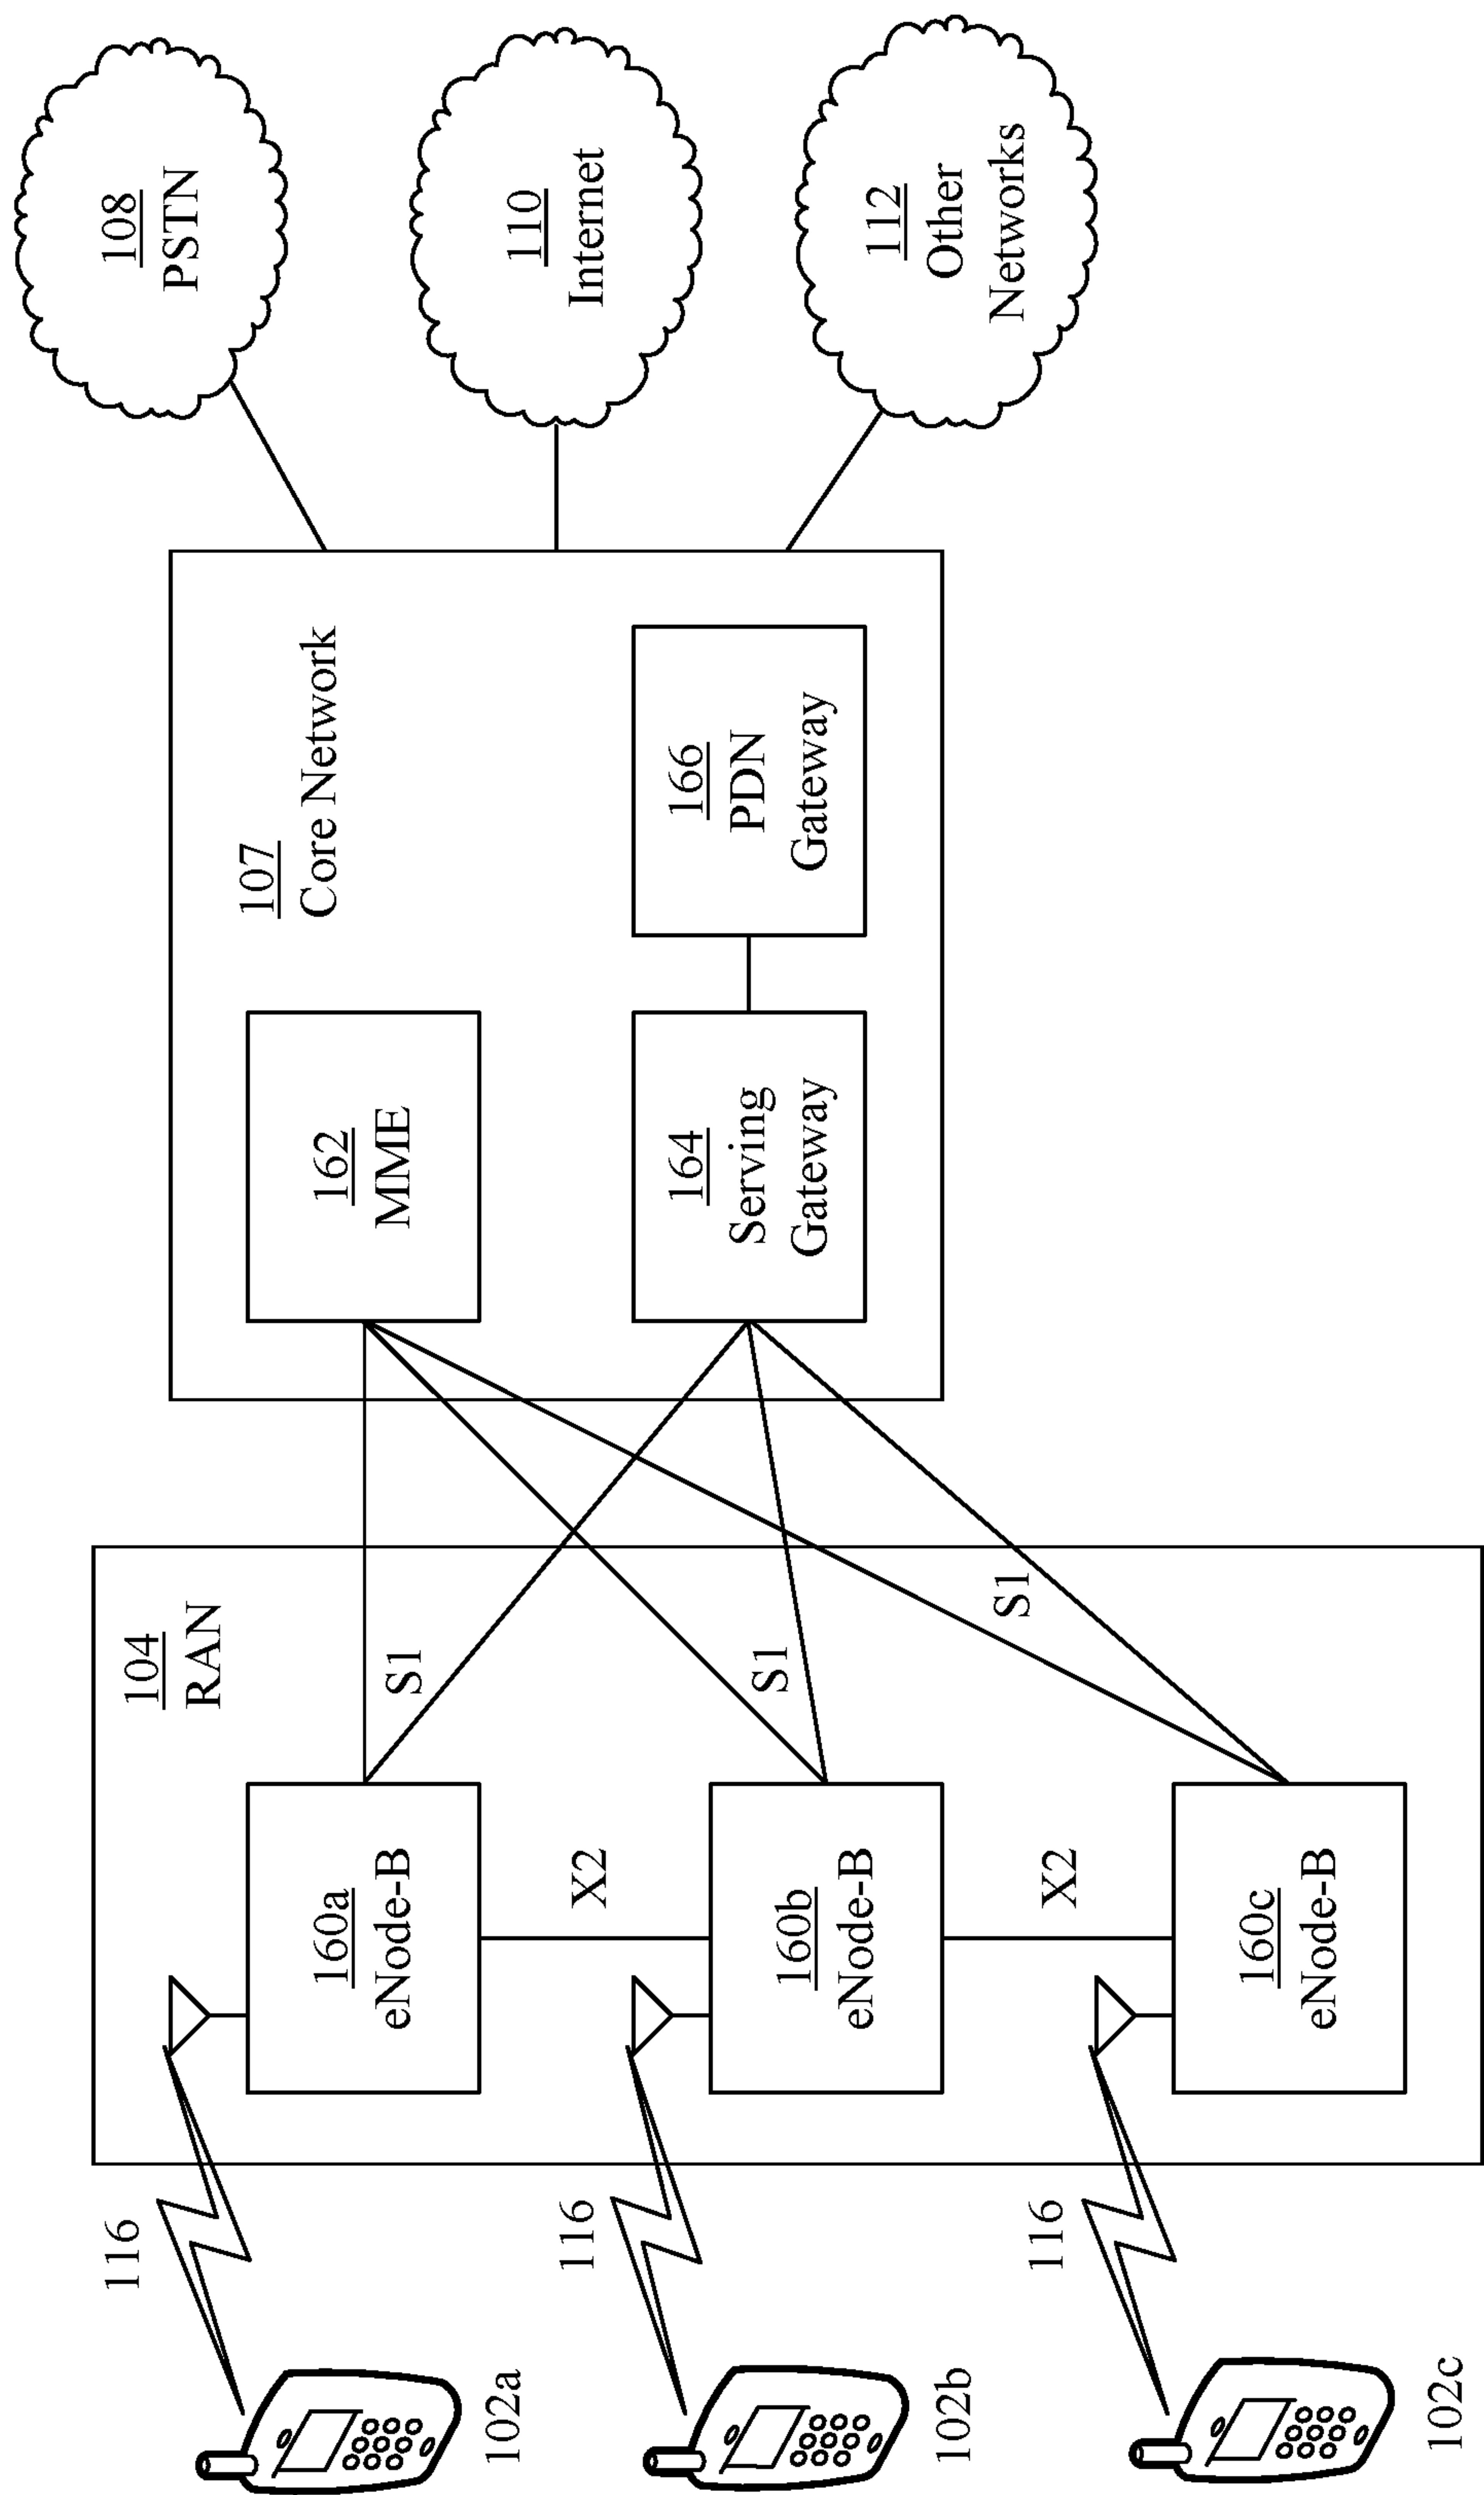 116
102a
116
102b
116
102c
104
RAN
160a
eNode-B
S1
X2
160b
eNode-B
S1
X2
160c
eNode-B
S1
107
Core Network
162
MME
164
Serving
Gateway
166
PDN
Gateway
108
PSTN
110
Internet
112
Other
Networks